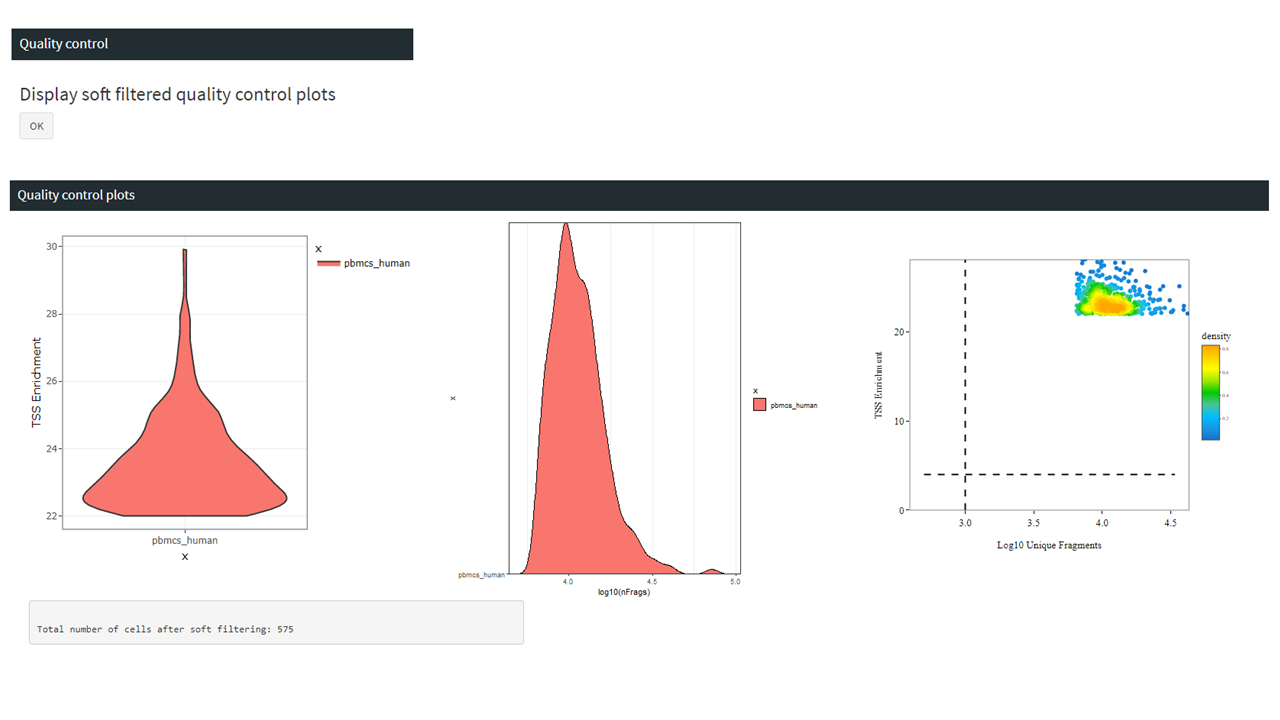 Quality control
Display soft filtered quality control plots
OK
Quality control plots
30
28
26
24
22
TSS Enrichment
pbmcs_human
x
x
pbmcs_human
x
pbmcs_human
4.0
4.5
5.0
log10(nFrags)
x
pbmcs_human
20
10
0
TSS Enrichment
3.0
3.5
4.0
4.5
Log10 Unique Fragments
density
0.8
0.6
0.4
0.2
Total number of cells after soft filtering: 575